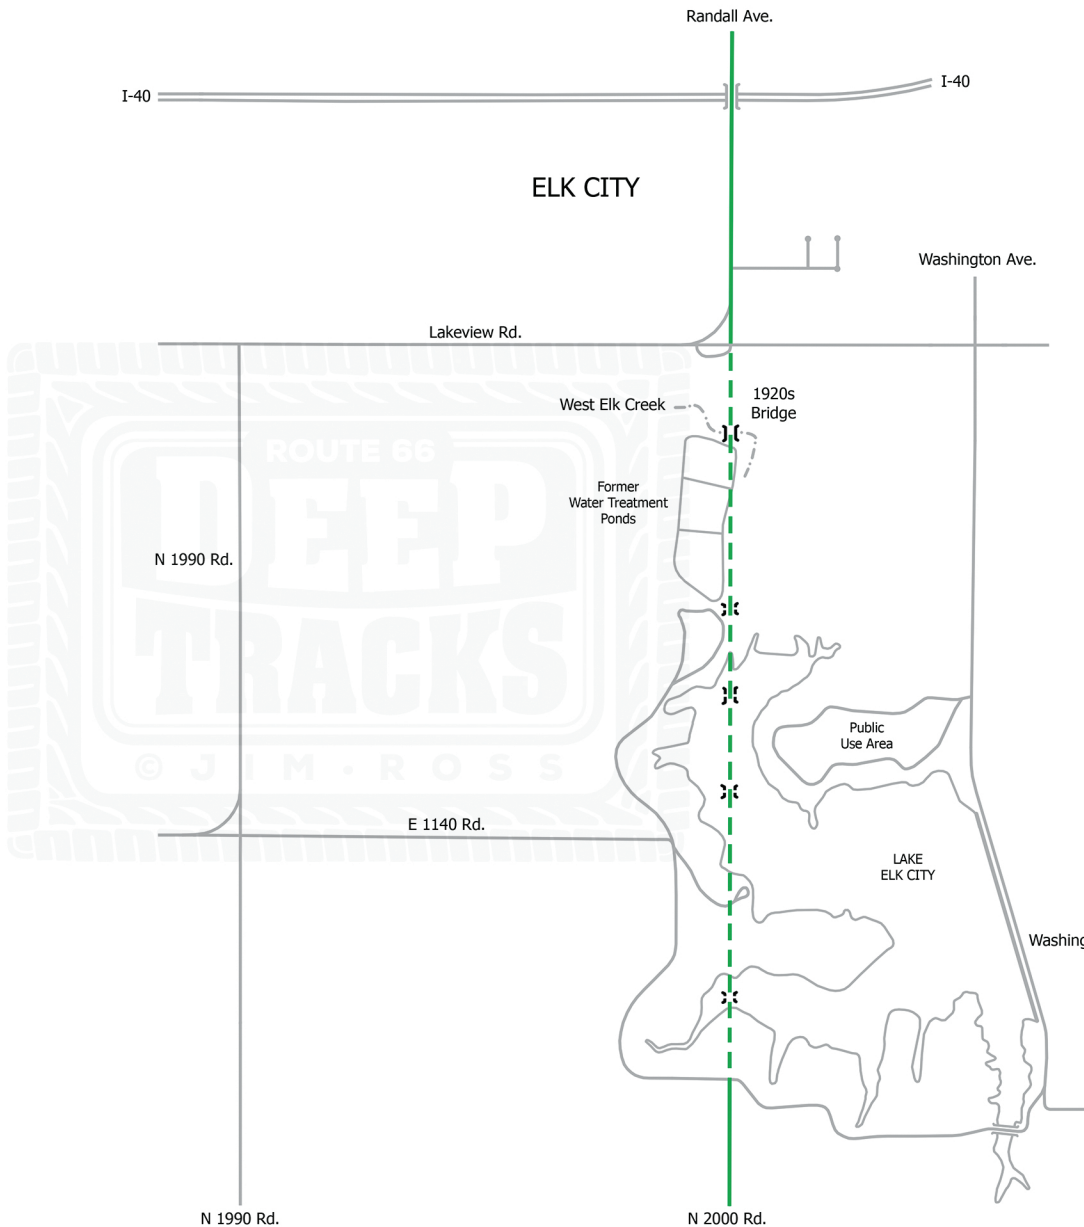 Randall Ave.
I-40
I-40
ELK CITY
Washington Ave.
Lakeview Rd.
1920s
Bridge
West Elk Creek
ROUTE 66
DEEP
TRACKS
© JIM • ROSS
Former
Water Treatment
Ponds
N 1990 Rd.
Public
Use Area
E 1140 Rd.
LAKE
ELK CITY
Washing
N 1990 Rd.
N 2000 Rd.